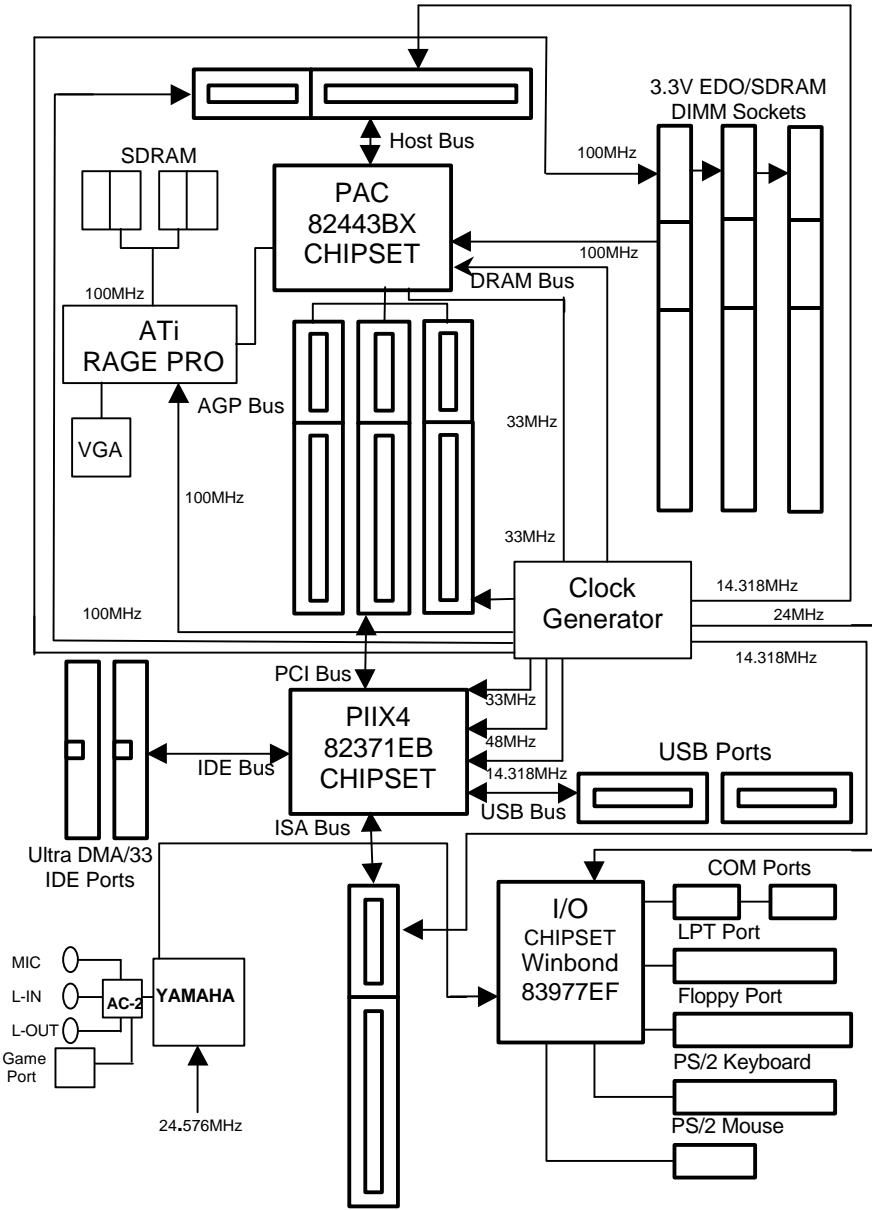 3.3V EDO/SDRAM
DIMM Sockets
Host Bus
100MHz
SDRAM
PAC
82443BX
CHIPSET
100MHz
DRAM Bus
100MHz
ATi
RAGE PRO
AGP Bus
33MHz
VGA
100MHz
33MHz
Clock
Generator
14.318MHz
24MHz
100MHz
14.318MHz
PCI Bus
33MHz
PIIX4
82371EB
CHIPSET
48MHz
IDE Bus
14.318MHz
USB Ports
USB Bus
ISA Bus
Ultra DMA/33
IDE Ports
COM Ports
I/O
CHIPSET
Winbond
83977EF
LPT Port
Floppy Port
PS/2 Keyboard
PS/2 Mouse
MIC
L-IN
L-OUT
Game
Port
AC-2
YAMAHA
24.576MHz